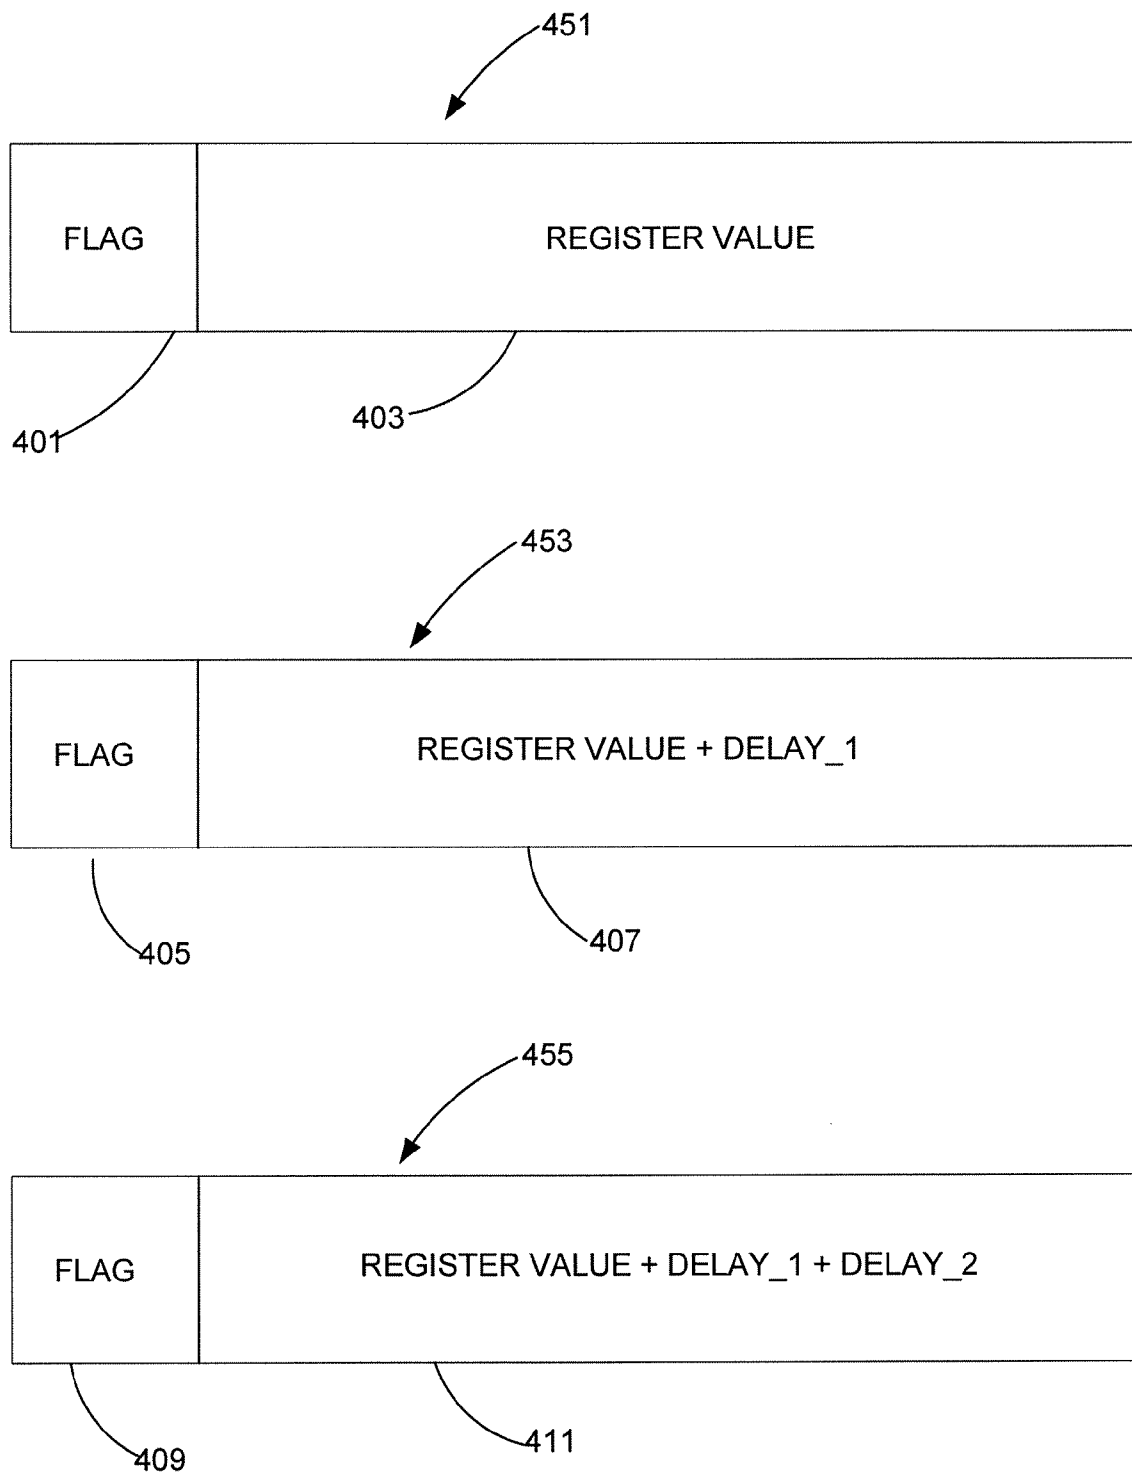 451
FLAG
REGISTER VALUE
401
403
453
FLAG
REGISTER VALUE + DELAY_1
405
407
455
FLAG
REGISTER VALUE + DELAY_1 + DELAY_2
409
411